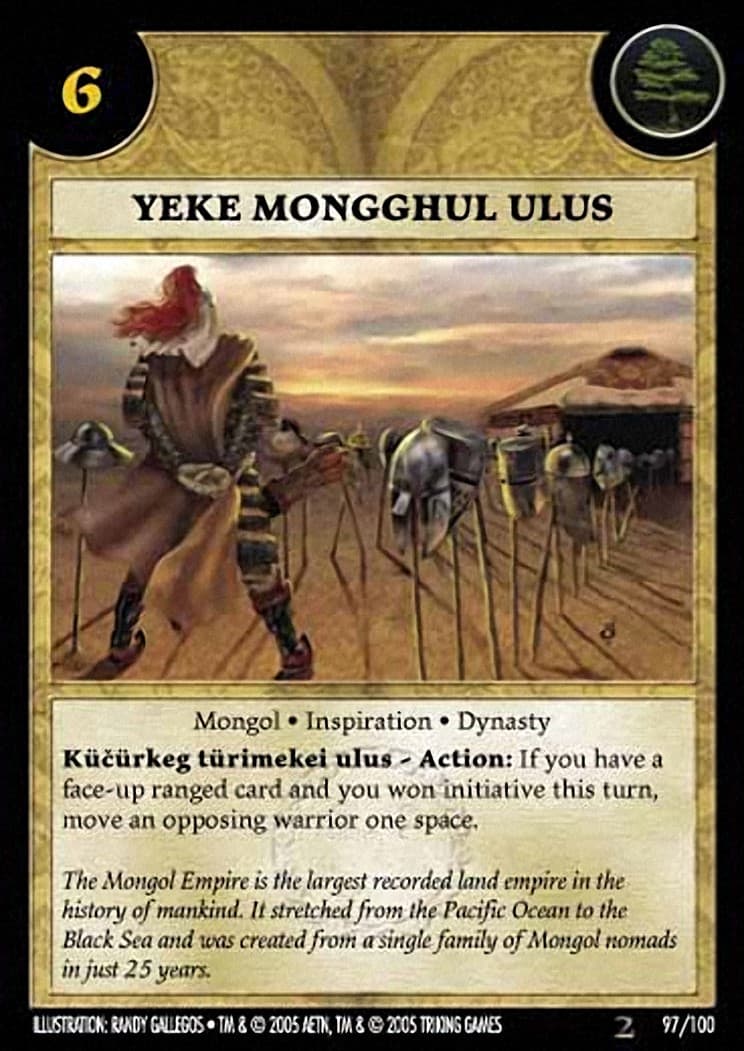 6
YEKE MONGGHUL ULUS
Mongol • Inspiration • Dynasty
Küčürkeg türimekei ulus - Action: If you have a
face-up ranged card and you won initiative this turn,
move an opposing warrior one space.
The Mongol Empire is the largest recorded land empire in the
history of mankind. It stretched from the Pacific Ocean to the
Black Sea and was created from a single family of Mongol nomads
in just 25 years.
ILLUSTRATION: RANDY GALLEGOS • TM & © 2005 AETN, TM & © 2005 TRIKING GAMES 2 97/100